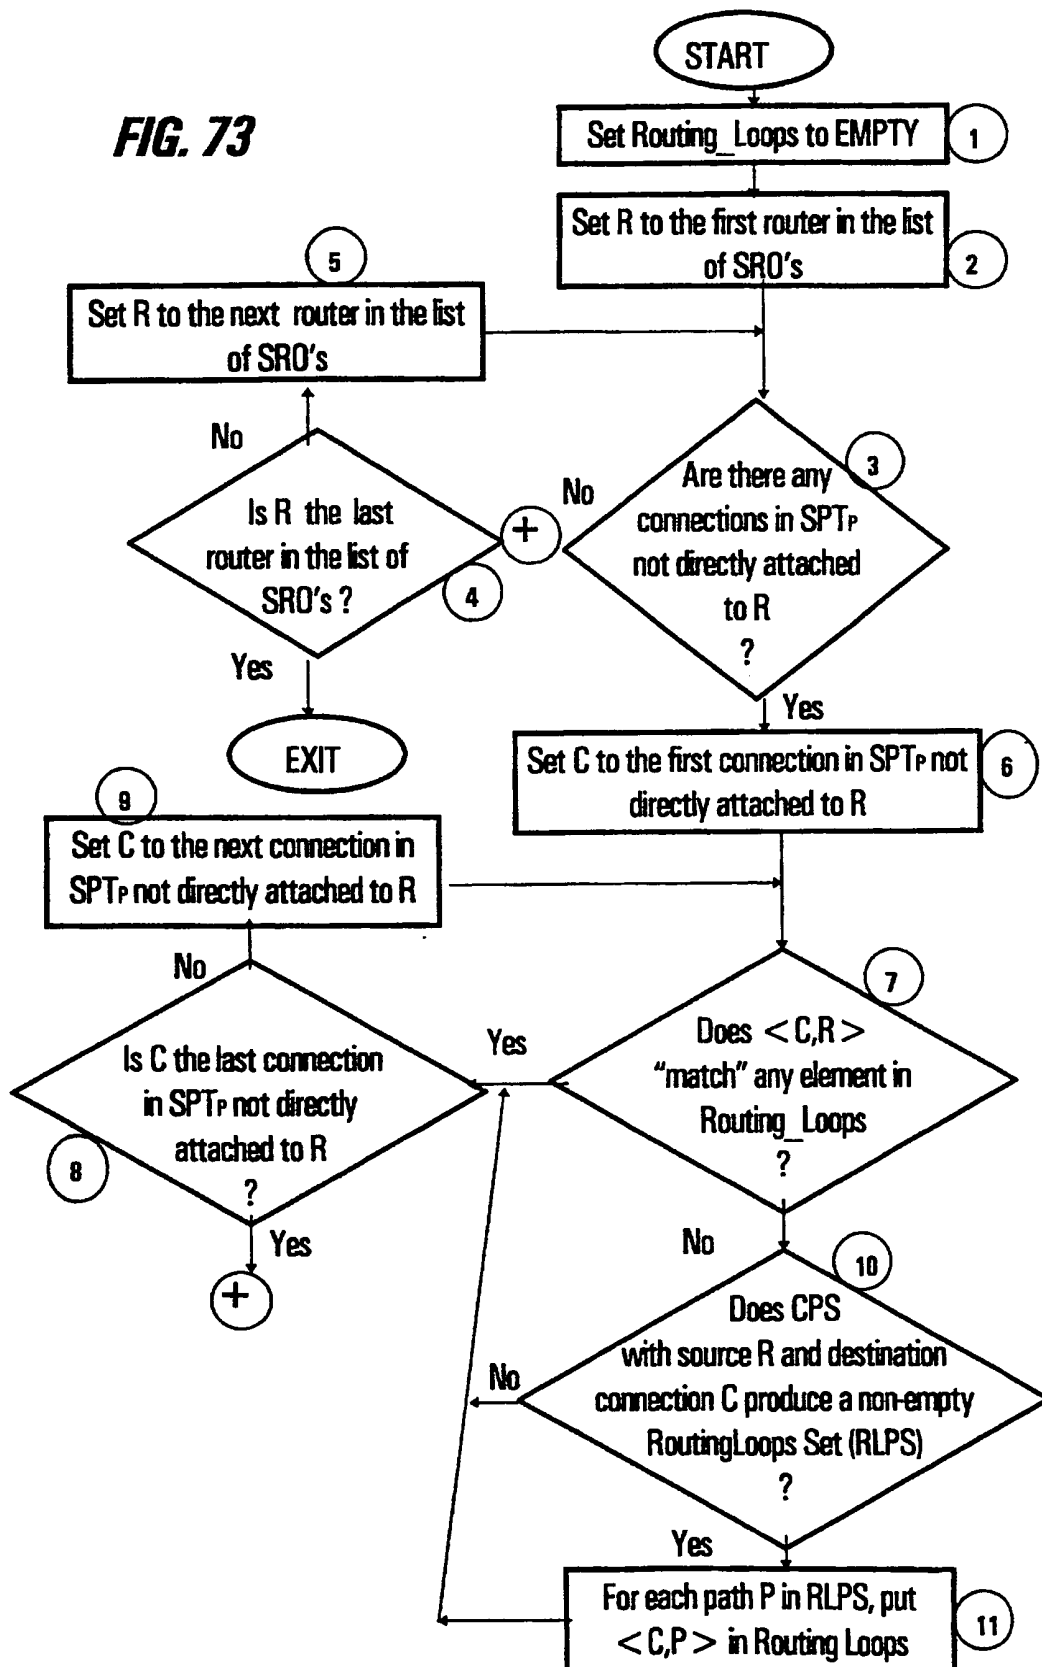 START
FIG. 73
Set Routing_Loops to EMPTY
1
Set R to the first router in the list
of SRO's
2
5
Set R to the next router in the list
of SRO's
No
Is R the last
router in the list of
SRO's ?
4
+
No
3
Are there any
connections in SPTP
not directly attached
to R
?
Yes
EXIT
Yes
Set C to the first connection in SPTP not
directly attached to R
6
9
Set C to the next connection in
SPTP not directly attached to R
No
Is C the last connection
in SPTP not directly
attached to R
?
8
Yes
+
Yes
7
Does <C,R>
“match” any element in
Routing_Loops
?
No
10
Does CPS
with source R and destination
connection C produce a non-empty
RoutingLoops Set (RLPS)
?
No
Yes
For each path P in RLPS, put
<C,P> in Routing Loops
11